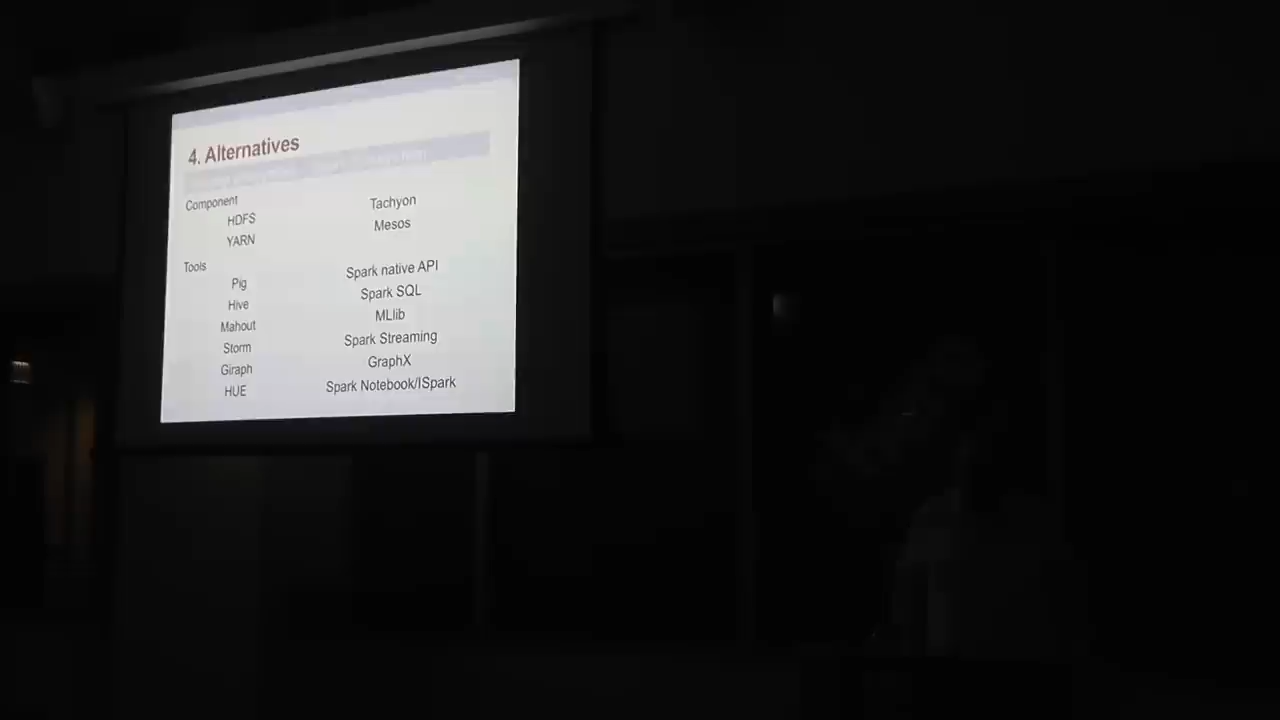 4. Alternatives
Component
HDFS Tachyon
YARN Mesos
Tools
Pig Spark native API
Hive Spark SQL
Mahout MLlib
Storm Spark Streaming
Giraph GraphX
HUE Spark Notebook/ISpark